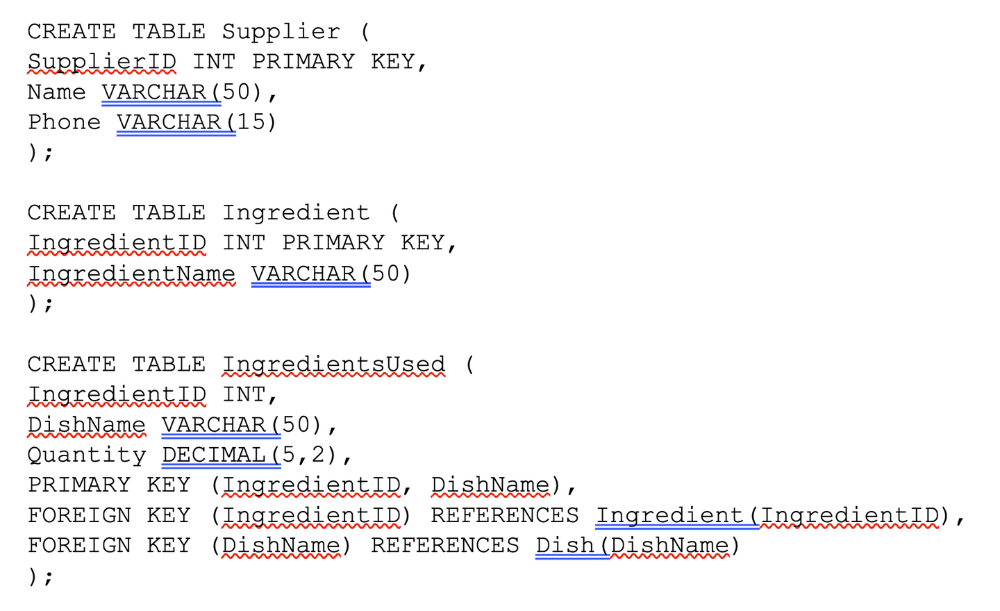 CREATE TABLE Supplier (
SupplierID INT PRIMARY KEY,
Name VARCHAR(50),
Phone VARCHAR(15)
);
CREATE TABLE Ingredient (
IngredientID INT PRIMARY KEY,
IngredientName VARCHAR(50)
);
CREATE TABLE IngredientsUsed (
IngredientID INT,
DishName VARCHAR(50),
Quantity DECIMAL(5,2),
PRIMARY KEY (IngredientID, DishName),
FOREIGN KEY (IngredientID) REFERENCES Ingredient(IngredientID),
FOREIGN KEY (DishName) REFERENCES Dish(DishName)
);